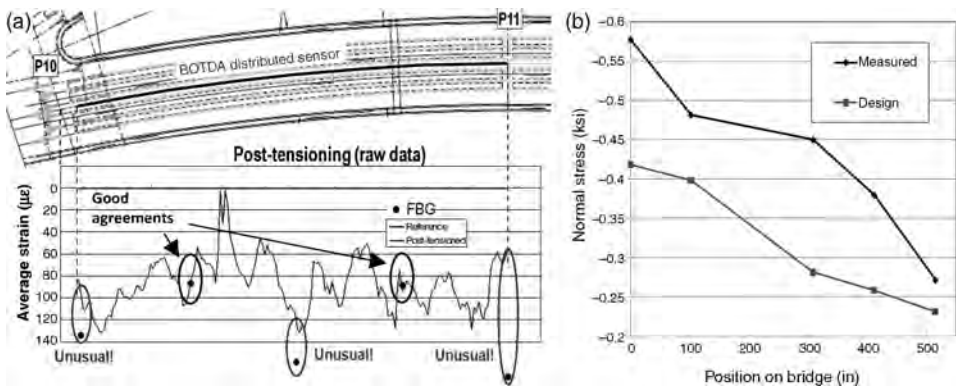 (a)
P11
P10
BOTDA distributed sensor
Post-tensioning (raw data)
Average strain (µε)
0
20
40
60
80
100
120
140
Good
agreements
FBG
Reference
Post-tensioned
Unusual!
Unusual!
Unusual!
(b)
Normal stress (ksi)
–0.6
–0.55
–0.5
–0.45
–0.4
–0.35
–0.3
–0.25
–0.2
Measured
Design
0
100
200
300
400
500
Position on bridge (in)